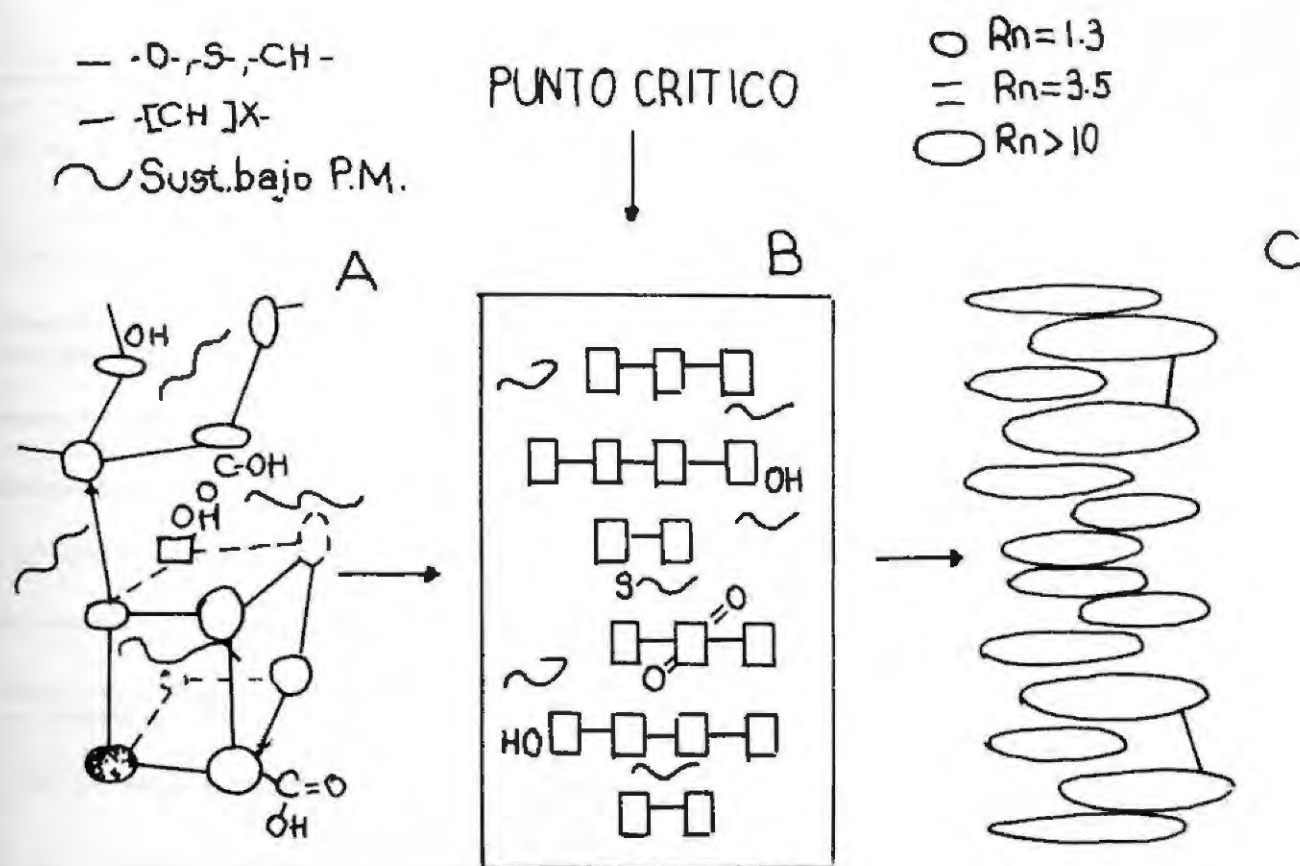 -O-,-S-,-CH-
-[CH ]X-
Sust.bajo P.M.
PUNTO CRITICO
Rn=1.3
Rn=3.5
Rn>10
A
B
C
OH
C-OH
O
OH
C=O
OH
OH
S
O
O
HO